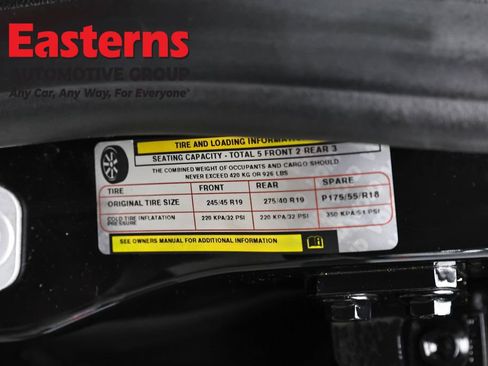 Easterns
AUTOMOTIVE GROUP
Any Car, Any Way, For Everyone*
TIRE AND LOADING INFORMATION
SEATING CAPACITY - TOTAL 5 FRONT 2 REAR 3
THE COMBINED WEIGHT OF OCCUPANTS AND CARGO SHOULD
NEVER EXCEED 420 KG OR 926 LBS
TIRE FRONT REAR SPARE
ORIGINAL TIRE SIZE 245/45 R19 275/40 R19 P175/55/R18
COLD TIRE INFLATION PRESSURE 220 KPA/32 PSI 220 KPA/32 PSI 350 KPA/51 PSI
SEE OWNERS MANUAL FOR ADDITIONAL INFORMATION